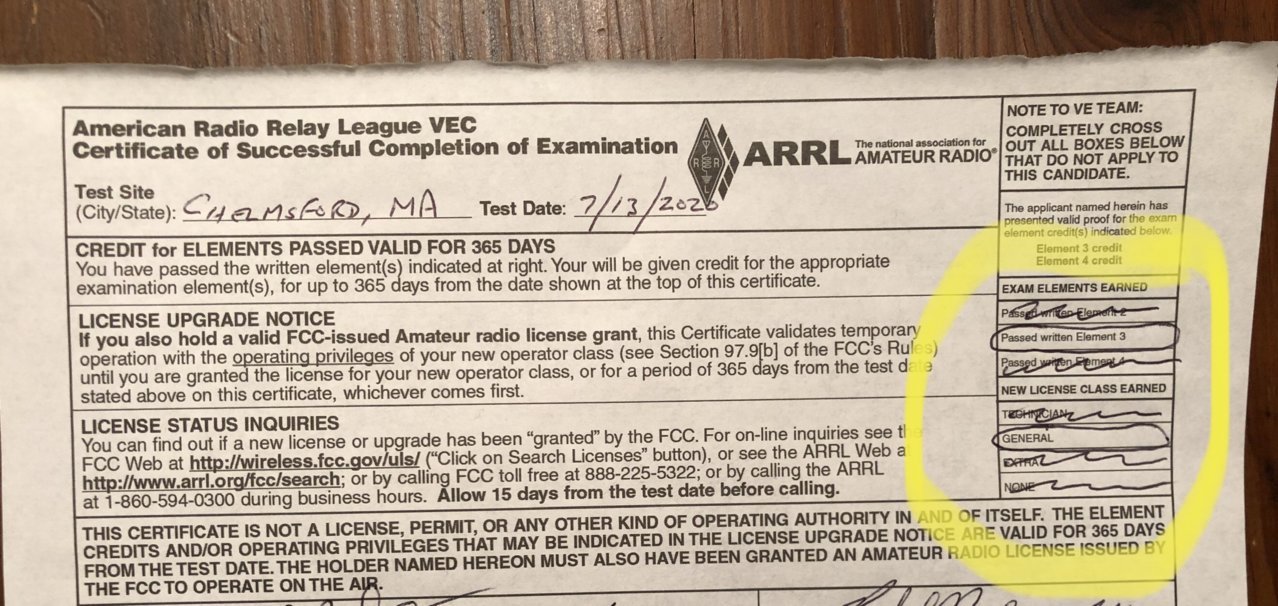 American Radio Relay League VEC
Certificate of Successful Completion of Examination
ARRL The national association for
AMATEUR RADIO®
Test Site
(City/State): CHELMSFORD, MA Test Date: 7/13/2020
CREDIT for ELEMENTS PASSED VALID FOR 365 DAYS
You have passed the written element(s) indicated at right. Your will be given credit for the appropriate
examination element(s), for up to 365 days from the date shown at the top of this certificate.
LICENSE UPGRADE NOTICE
If you also hold a valid FCC-issued Amateur radio license grant, this Certificate validates temporary
operation with the operating privileges of your new operator class (see Section 97.9[b] of the FCC's Rules)
until you are granted the license for your new operator class, or for a period of 365 days from the test date
stated above on this certificate, whichever comes first.
LICENSE STATUS INQUIRIES
You can find out if a new license or upgrade has been “granted” by the FCC. For on-line inquiries see the
FCC Web at http://wireless.fcc.gov/uls/ (“Click on Search Licenses” button), or see the ARRL Web a
http://www.arrl.org/fcc/search; or by calling FCC toll free at 888-225-5322; or by calling the ARRL
at 1-860-594-0300 during business hours. Allow 15 days from the test date before calling.
NOTE TO VE TEAM:
COMPLETELY CROSS
OUT ALL BOXES BELOW
THAT DO NOT APPLY TO
THIS CANDIDATE.
The applicant named herein has
presented valid proof for the exam
element credit(s) indicated below.
Element 3 credit
Element 4 credit
EXAM ELEMENTS EARNED
Passed written Element 2
Passed written Element 3
Passed written Element 4
NEW LICENSE CLASS EARNED
TECHNICIAN
GENERAL
EXTRA
NONE
THIS CERTIFICATE IS NOT A LICENSE, PERMIT, OR ANY OTHER KIND OF OPERATING AUTHORITY IN AND OF ITSELF. THE ELEMENT
CREDITS AND/OR OPERATING PRIVILEGES THAT MAY BE INDICATED IN THE LICENSE UPGRADE NOTICE ARE VALID FOR 365 DAYS
FROM THE TEST DATE. THE HOLDER NAMED HEREON MUST ALSO HAVE BEEN GRANTED AN AMATEUR RADIO LICENSE ISSUED BY
THE FCC TO OPERATE ON THE AIR.